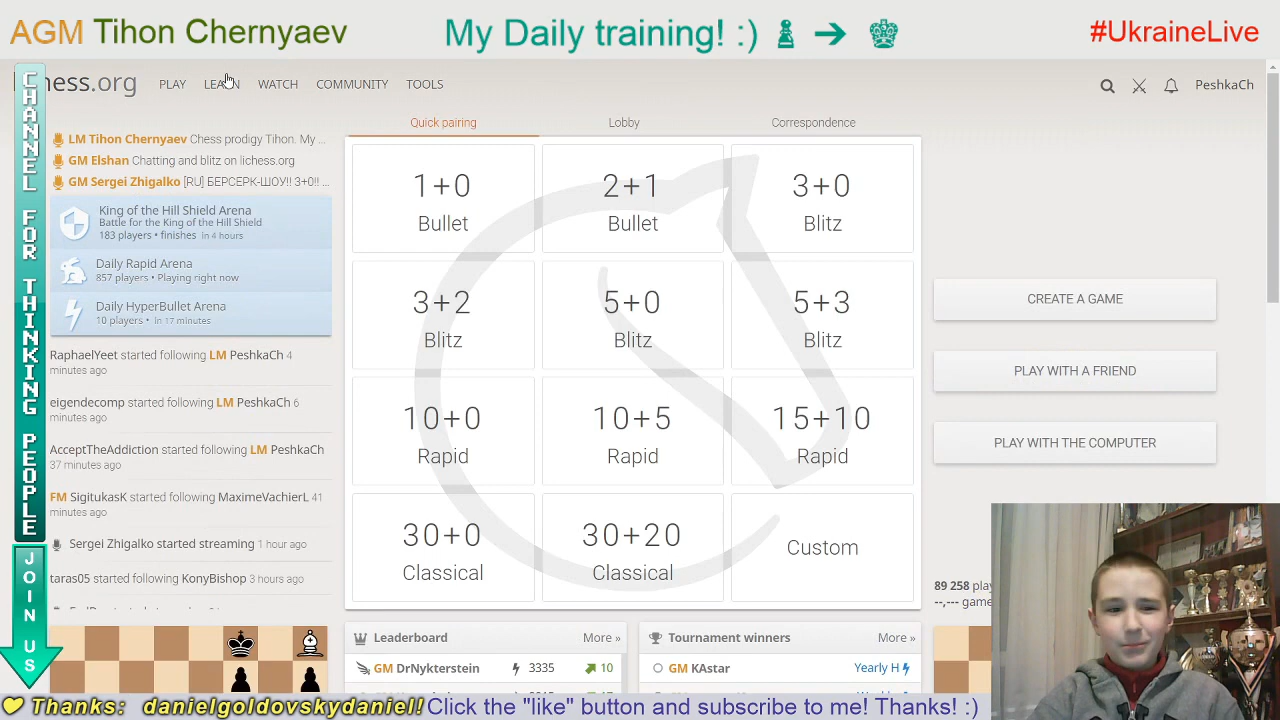 AGM Tihon Chernyaev
My Daily training! :)
#UkraineLive
hess.org
PLAY
LEARN
WATCH
COMMUNITY
TOOLS
PeshkaCh
CHANNEL FOR THINKING PEOPLE
JOIN US
LM Tihon Chernyaev Chess prodigy Tihon. My ...
GM Elshan Chatting and blitz on lichess.org
GM Sergei Zhigalko [RU] БЕРСЕРК-ШОУ!! 3+0!! ...
King of the Hill Shield Arena
Battle for the King of the Hill Shield
183 players • finishes in 4 hours
Daily Rapid Arena
857 players • Playing right now
Daily HyperBullet Arena
10 players • in 17 minutes
RaphaelYeet started following LM PeshkaCh 4
minutes ago
eigendecomp started following LM PeshkaCh 6
minutes ago
AcceptTheAddiction started following LM PeshkaCh
37 minutes ago
FM SigitukasK started following MaximeVachierL 41
minutes ago
Sergei Zhigalko started streaming 1 hour ago
taras05 started following KonyBishop 3 hours ago
Quick pairing
Lobby
Correspondence
1+0
Bullet
2+1
Bullet
3+0
Blitz
3+2
Blitz
5+0
Blitz
5+3
Blitz
10+0
Rapid
10+5
Rapid
15+10
Rapid
30+0
Classical
30+20
Classical
Custom
CREATE A GAME
PLAY WITH A FRIEND
PLAY WITH THE COMPUTER
89 258 play
--,--- game
Leaderboard
More »
GM DrNykterstein
3335
10
Tournament winners
More »
GM KAstar
Yearly H
Thanks: danielgoldovskydaniel!
Click the "like" button and subscribe to me! Thanks! :)